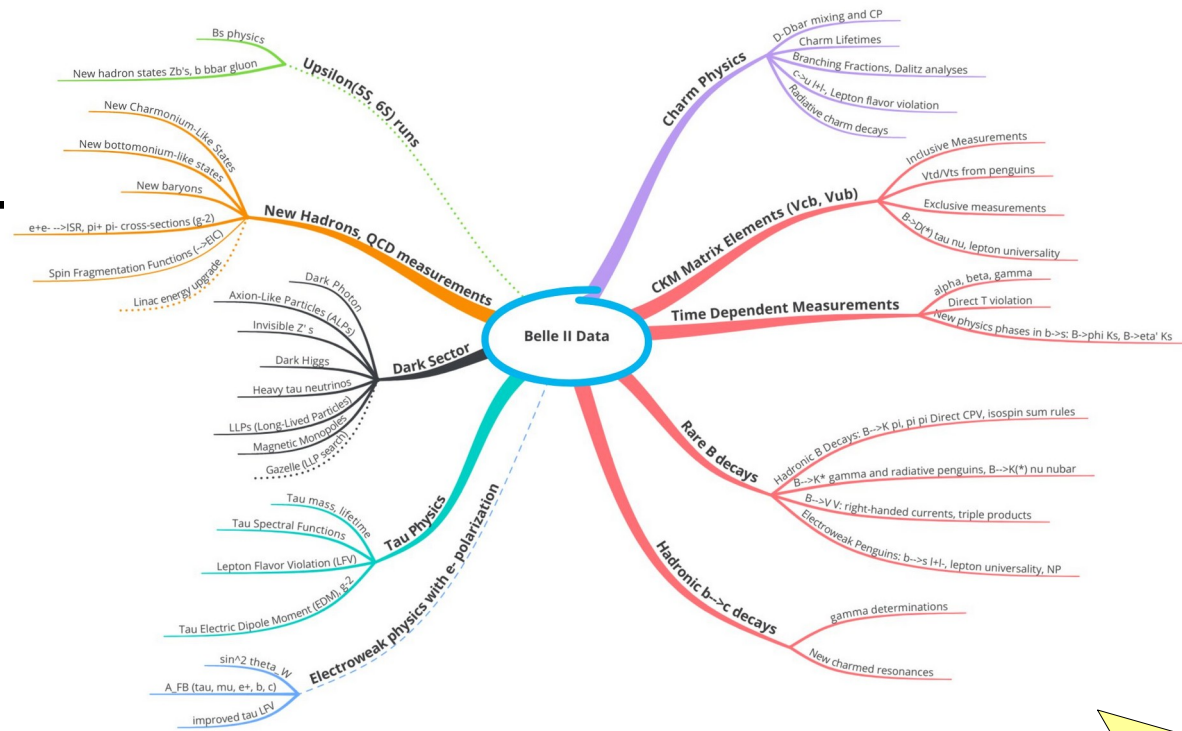 Belle II Data
Upsilon(5S, 6S) runs
Bs physics
New hadron states Zb's, b bbar gluon
New Hadrons, QCD measurements
New Charmonium-Like States
New bottomonium-like states
New baryons
e+e- -->ISR, pi+ pi- cross-sections (g-2)
Spin Fragmentation Functions (-->EIC)
Linac energy upgrade
Dark Sector
Dark Photon
Axion-Like Particles (ALPs)
Invisible Z' s
Dark Higgs
Heavy tau neutrinos
LLPs (Long-Lived Particles)
Magnetic Monopoles
Gazelle (LLP search)
Tau Physics
Tau mass, lifetime
Tau Spectral Functions
Lepton Flavor Violation (LFV)
Tau Electric Dipole Moment (EDM), g-2
Electroweak physics with e- polarization
sin^2 theta_W
A_FB (tau, mu, e+, b, c)
improved tau LFV
Charm Physics
D-Dbar mixing and CP
Charm Lifetimes
Branching Fractions, Dalitz analyses
c->u l+l-, Lepton flavor violation
Radiative charm decays
CKM Matrix Elements (Vcb, Vub)
Inclusive Measurements
Vtd/Vts from penguins
Exclusive measurements
B->D(*) tau nu, lepton universality
Time Dependent Measurements
alpha, beta, gamma
Direct T violation
New physics phases in b->s: B->phi Ks, B->eta' Ks
Rare B decays
Hadronic B Decays: B-->K pi, pi pi Direct CPV, isospin sum rules
B-->K* gamma and radiative penguins, B-->K(*) nu nubar
B-->V V: right-handed currents, triple products
Electroweak Penguins: b-->s l+l-, lepton universality, NP
Hadronic b-->c decays
gamma determinations
New charmed resonances